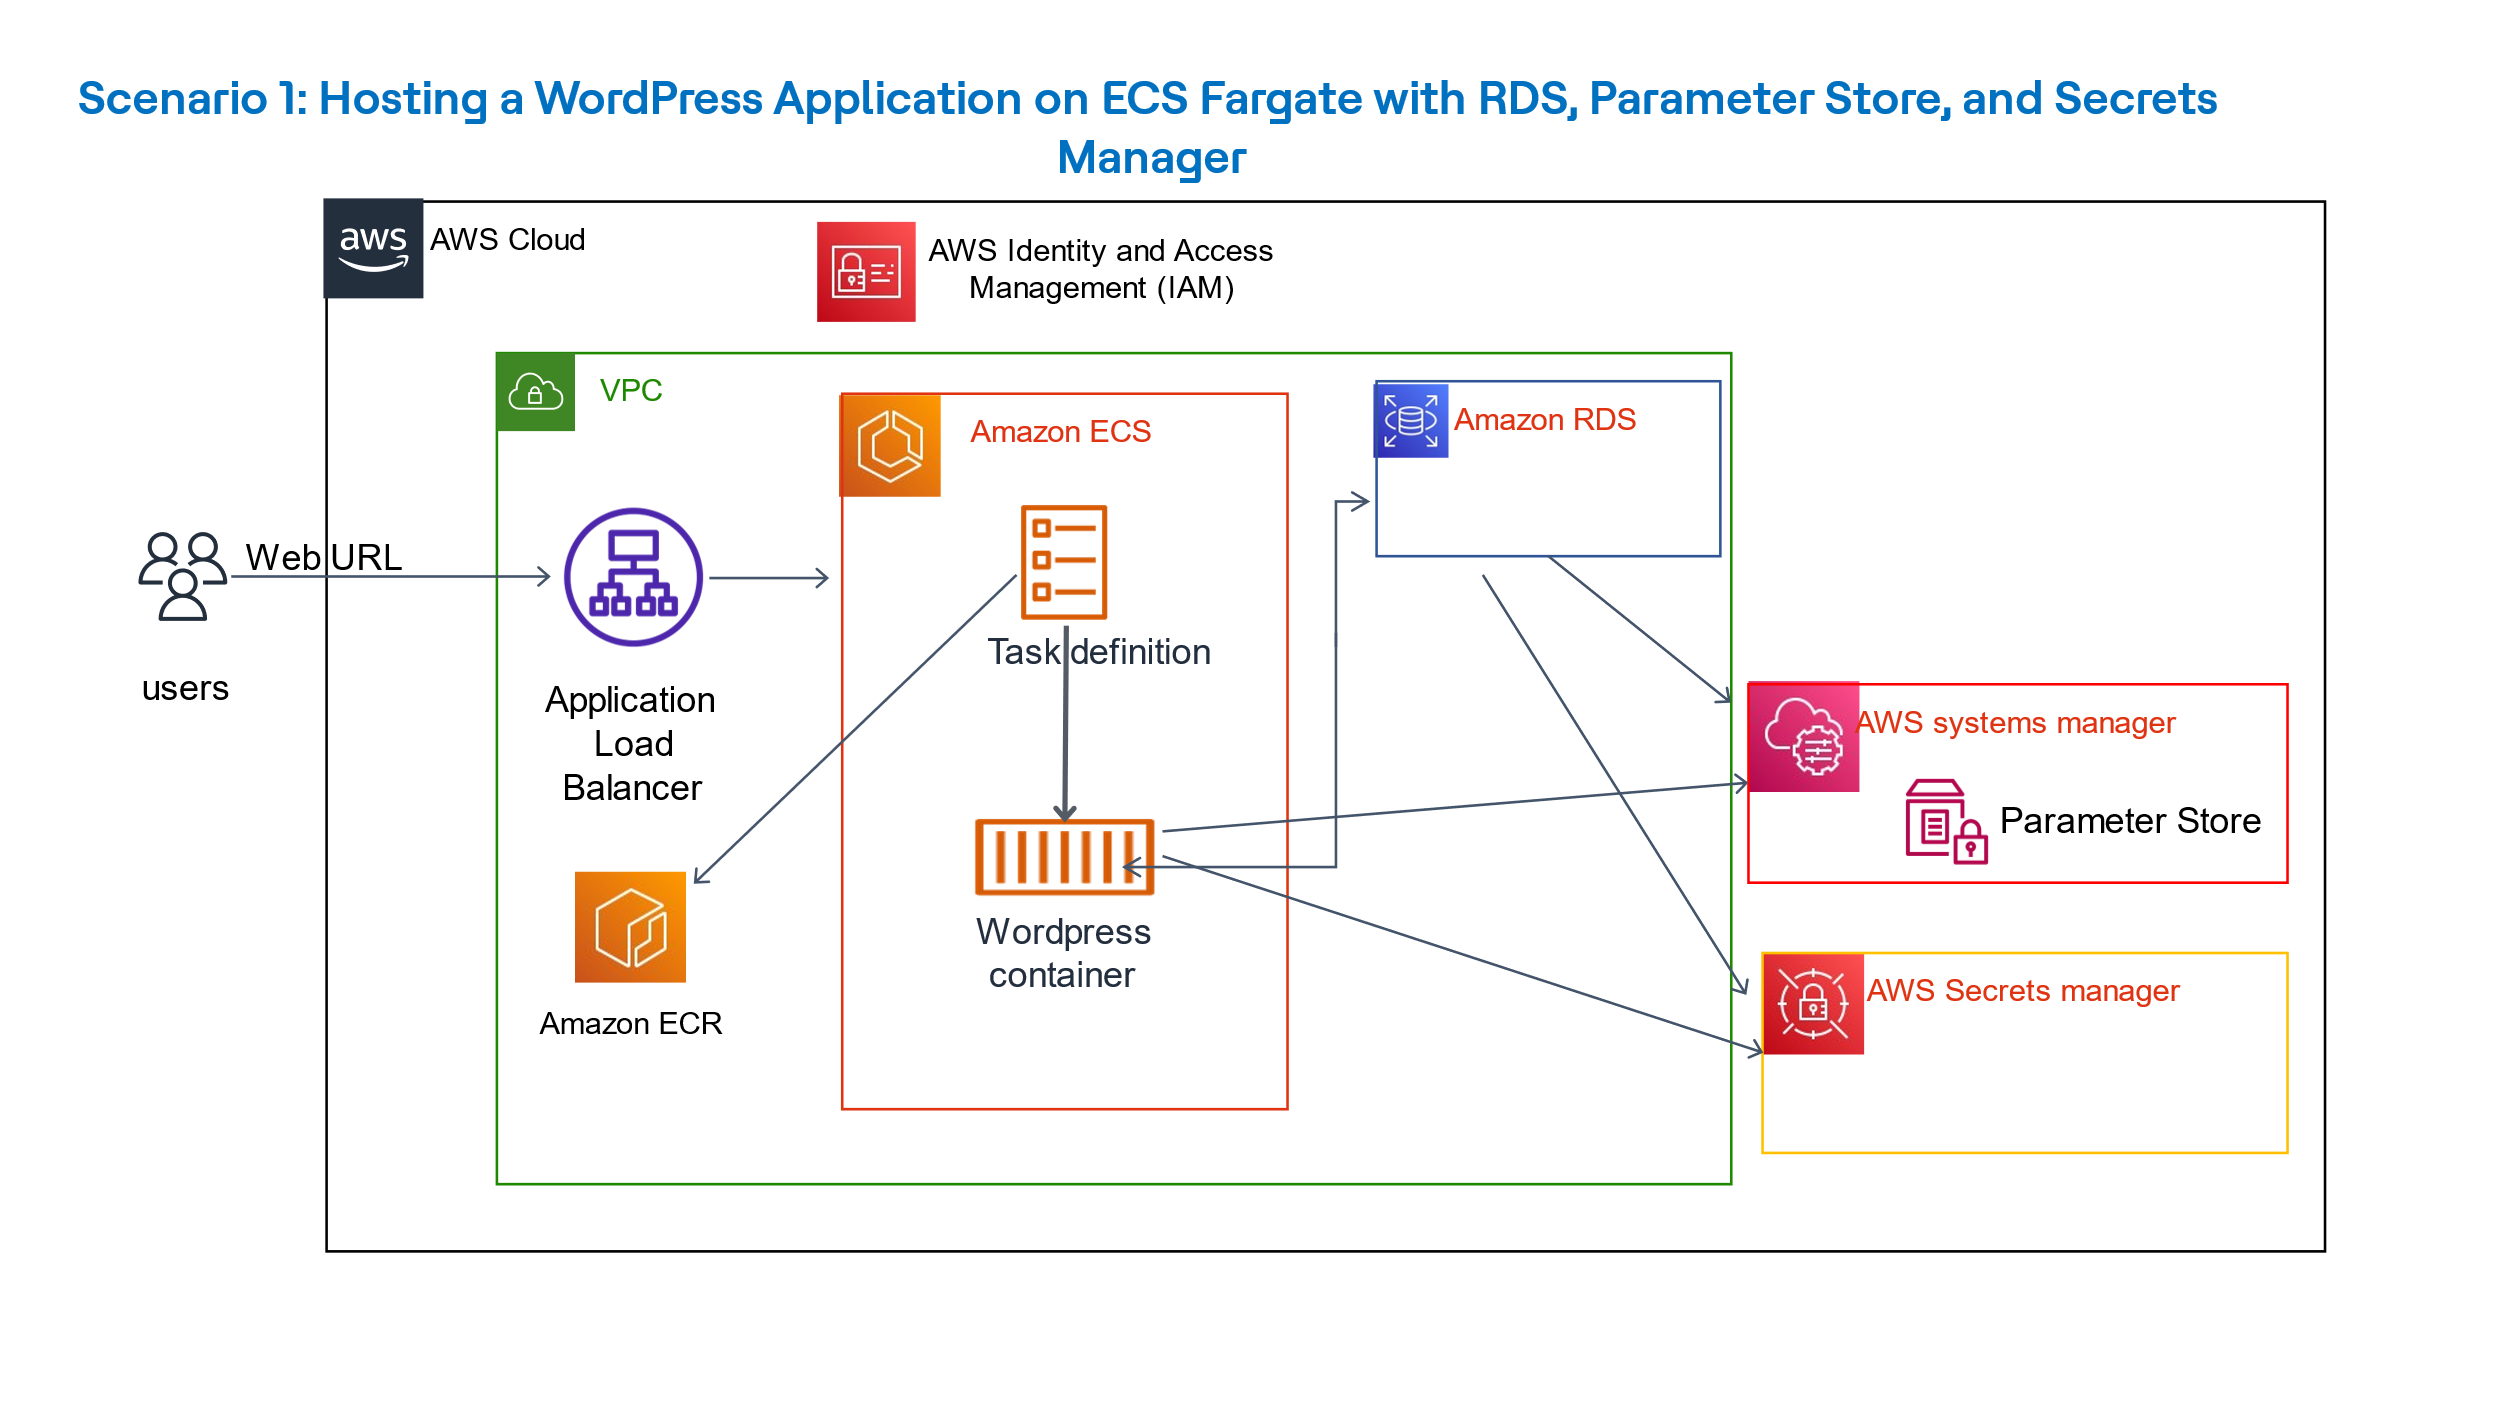 Scenario 1: Hosting a WordPress Application on ECS Fargate with RDS, Parameter Store, and Secrets
Manager
aws
AWS Cloud
AWS Identity and Access
Management (IAM)
VPC
Amazon ECS
Amazon RDS
Web URL
users
Application
Load
Balancer
Task definition
AWS systems manager
Parameter Store
Wordpress
container
Amazon ECR
AWS Secrets manager